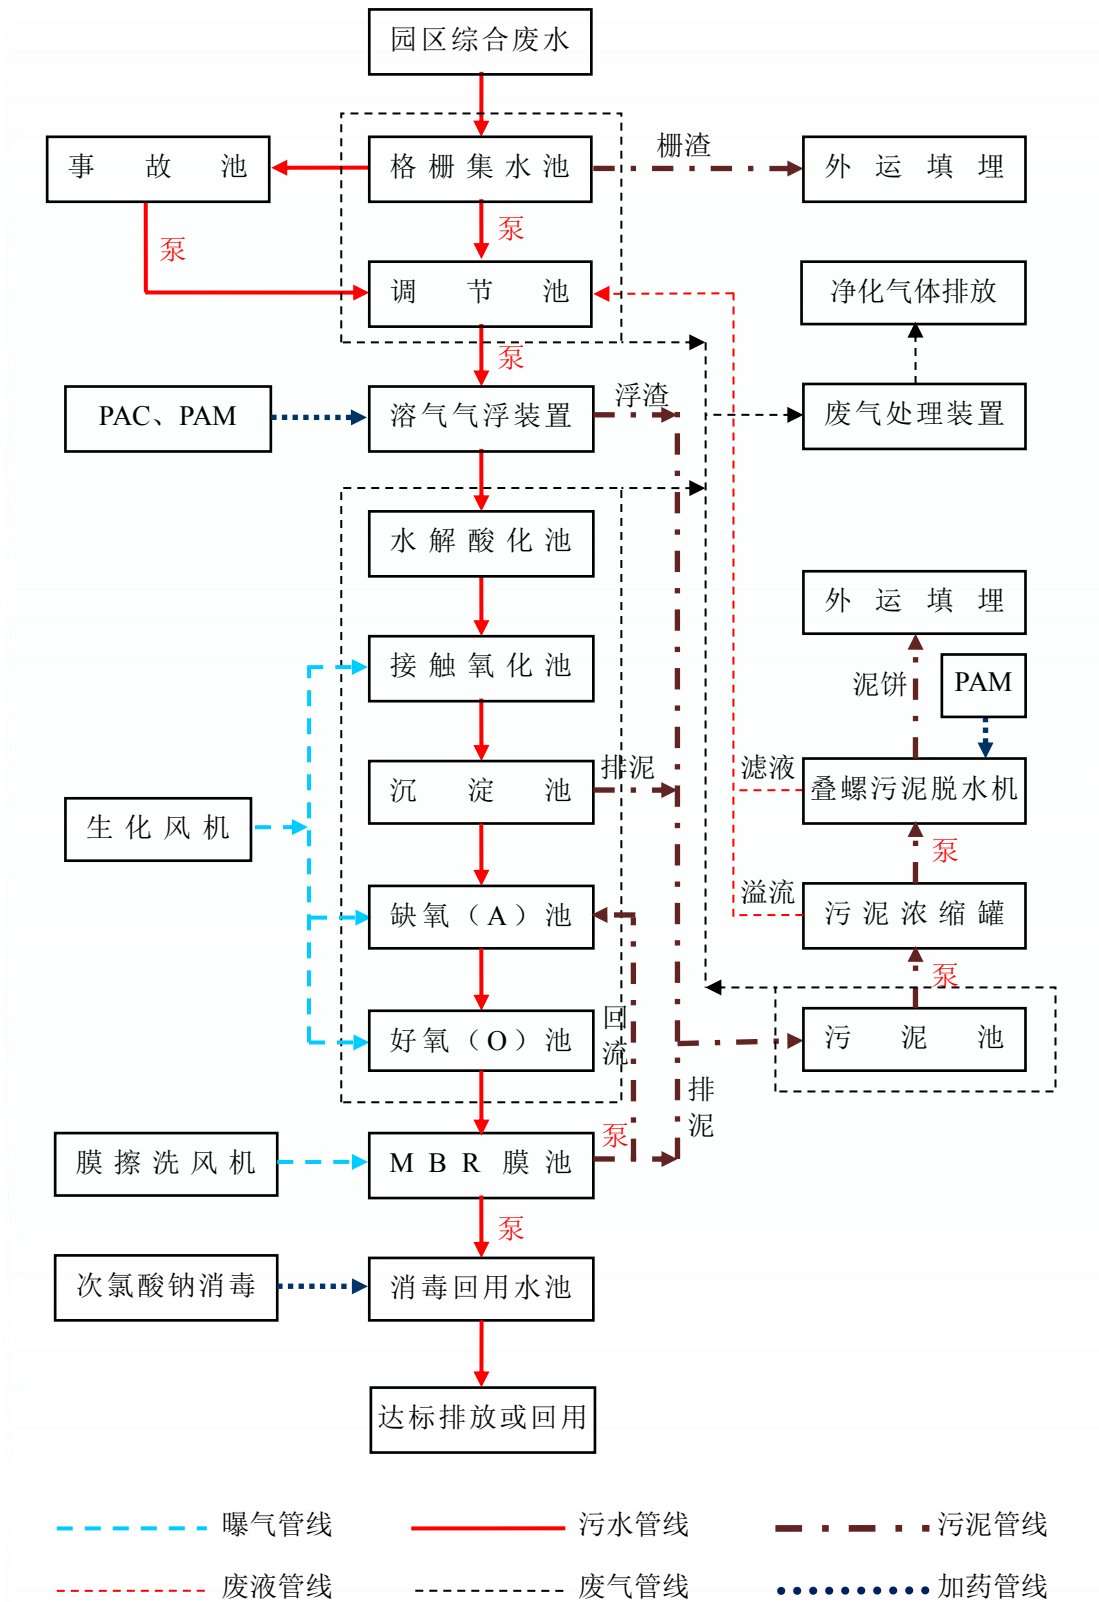 园区综合废水
栅渣
事故池
格栅集水池
外运填埋
泵
泵
调节池
净化气体排放
泵
浮渣
PAC、PAM
溶气气浮装置
废气处理装置
水解酸化池
外运填埋
接触氧化池
泥饼
PAM
排泥
滤液
沉淀池
叠螺污泥脱水机
生化风机
泵
溢流
缺氧（A）池
污泥浓缩罐
泵
回流
好氧（O）池
污泥池
排泥
泵
膜擦洗风机
MBR膜池
泵
次氯酸钠消毒
消毒回用水池
达标排放或回用
曝气管线
污水管线
污泥管线
废液管线
废气管线
加药管线